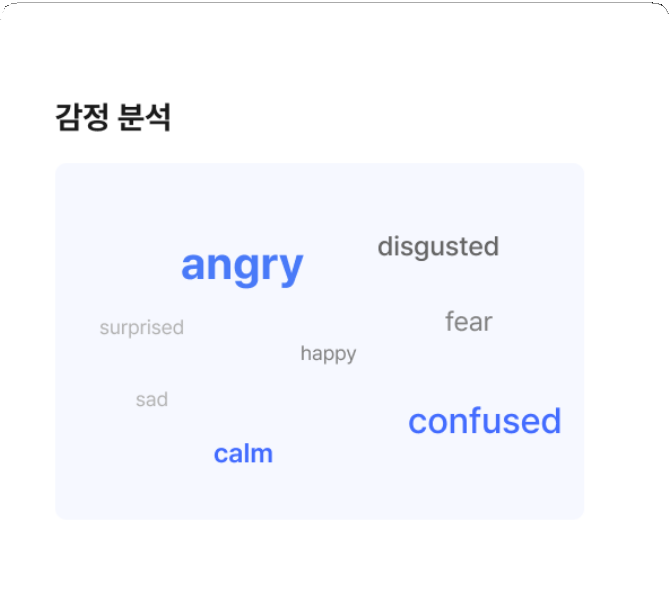 감정 분석
disgusted
angry
fear
surprised
happy
sad
confused
calm